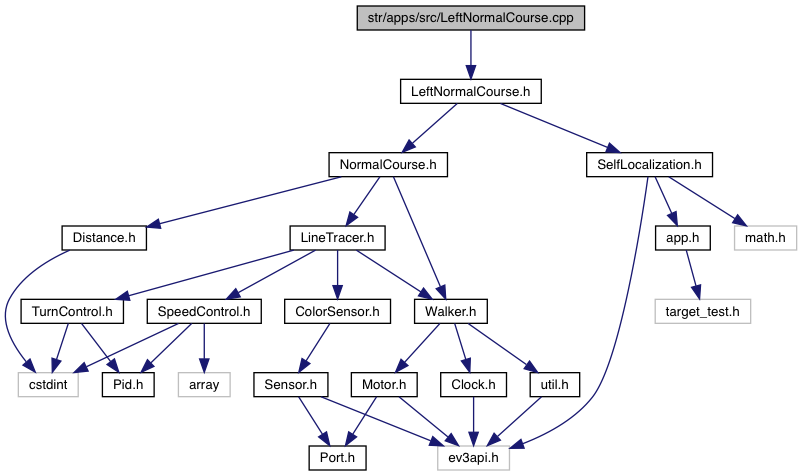 str/apps/src/LeftNormalCourse.cpp
LeftNormalCourse.h
NormalCourse.h
SelfLocalization.h
Distance.h
LineTracer.h
app.h
math.h
TurnControl.h
SpeedControl.h
ColorSensor.h
Walker.h
target_test.h
cstdint
Pid.h
array
Sensor.h
Motor.h
Clock.h
util.h
Port.h
ev3api.h